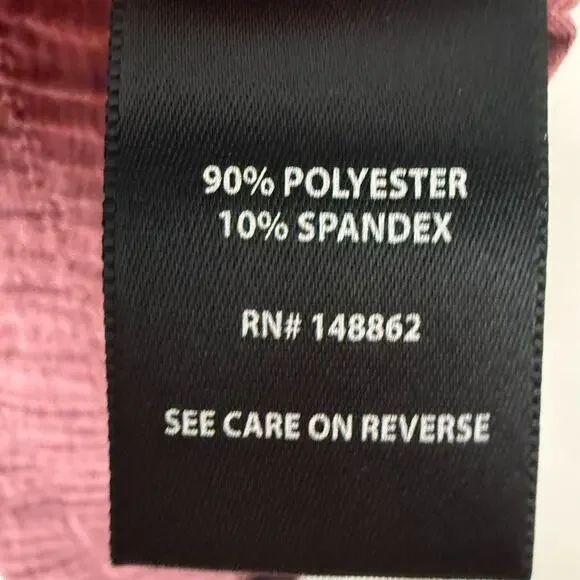 90% POLYESTER
10% SPANDEX
RN# 148862
SEE CARE ON REVERSE